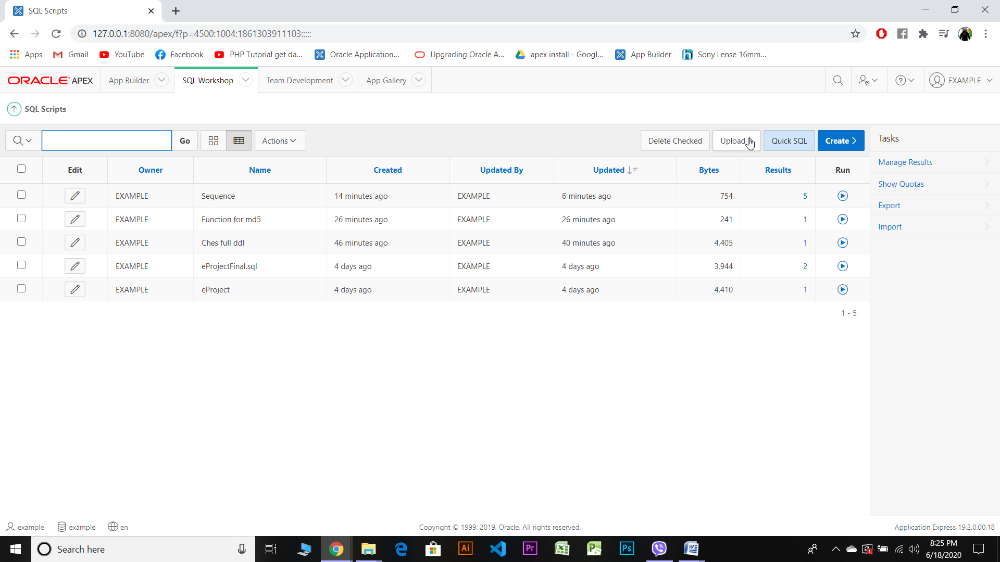 SQL Scripts
127.0.0.1:8080/apex/f?p=4500:1004:1861303911103:::::
Apps Gmail YouTube Facebook PHP Tutorial get da... Oracle Application... Upgrading Oracle A... apex install - Googl... App Builder Sony Lense 16mm...
ORACLE APEX App Builder SQL Workshop Team Development App Gallery EXAMPLE
SQL Scripts
Go Actions Delete Checked Upload Quick SQL Create Tasks
Edit Owner Name Created Updated By Updated Bytes Results Run
EXAMPLE Sequence 14 minutes ago EXAMPLE 6 minutes ago 754 5
EXAMPLE Function for md5 26 minutes ago EXAMPLE 26 minutes ago 241 1
EXAMPLE Ches full ddl 46 minutes ago EXAMPLE 40 minutes ago 4,405 1
EXAMPLE eProjectFinal.sql 4 days ago EXAMPLE 4 days ago 3,944 2
EXAMPLE eProject 4 days ago EXAMPLE 4 days ago 4,410 1
1 - 5
Manage Results
Show Quotas
Export
Import
example example en Copyright © 1999, 2019, Oracle. All rights reserved. Application Express 19.2.0.00.18
Search here Ai Pr Ps 8:25 PM
6/18/2020